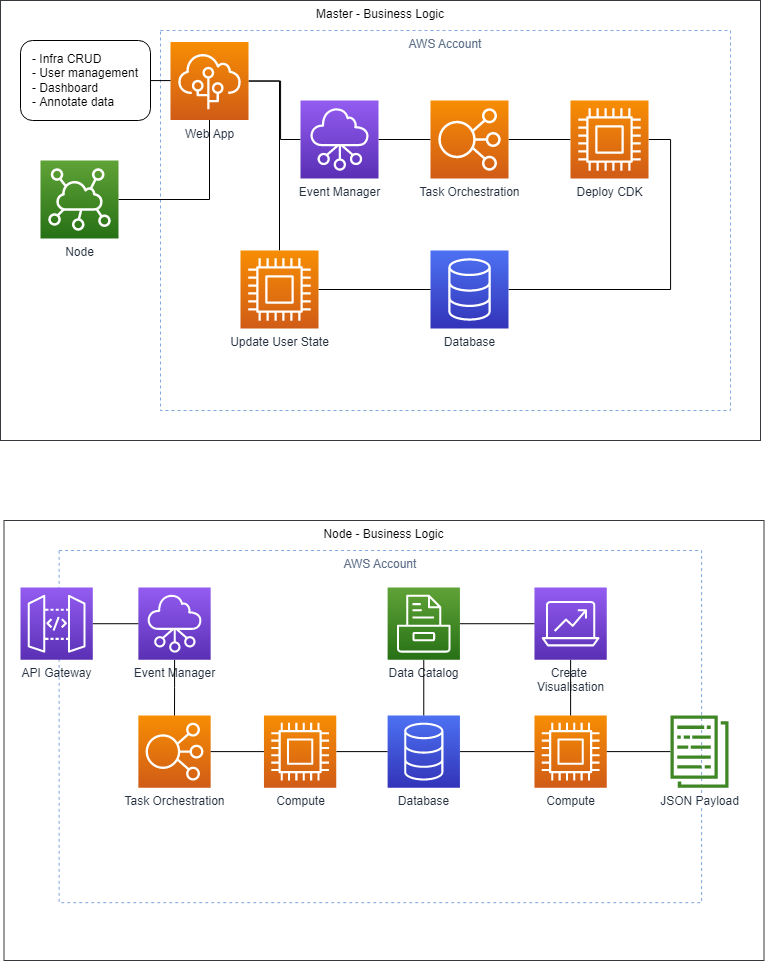 Master - Business Logic
AWS Account
- Infra CRUD
- User management
- Dashboard
- Annotate data
Web App
Event Manager
Task Orchestration
Deploy CDK
Node
Update User State
Database
Node - Business Logic
AWS Account
API Gateway
Event Manager
Data Catalog
Create
Visualisation
Task Orchestration
Compute
Database
Compute
JSON Payload